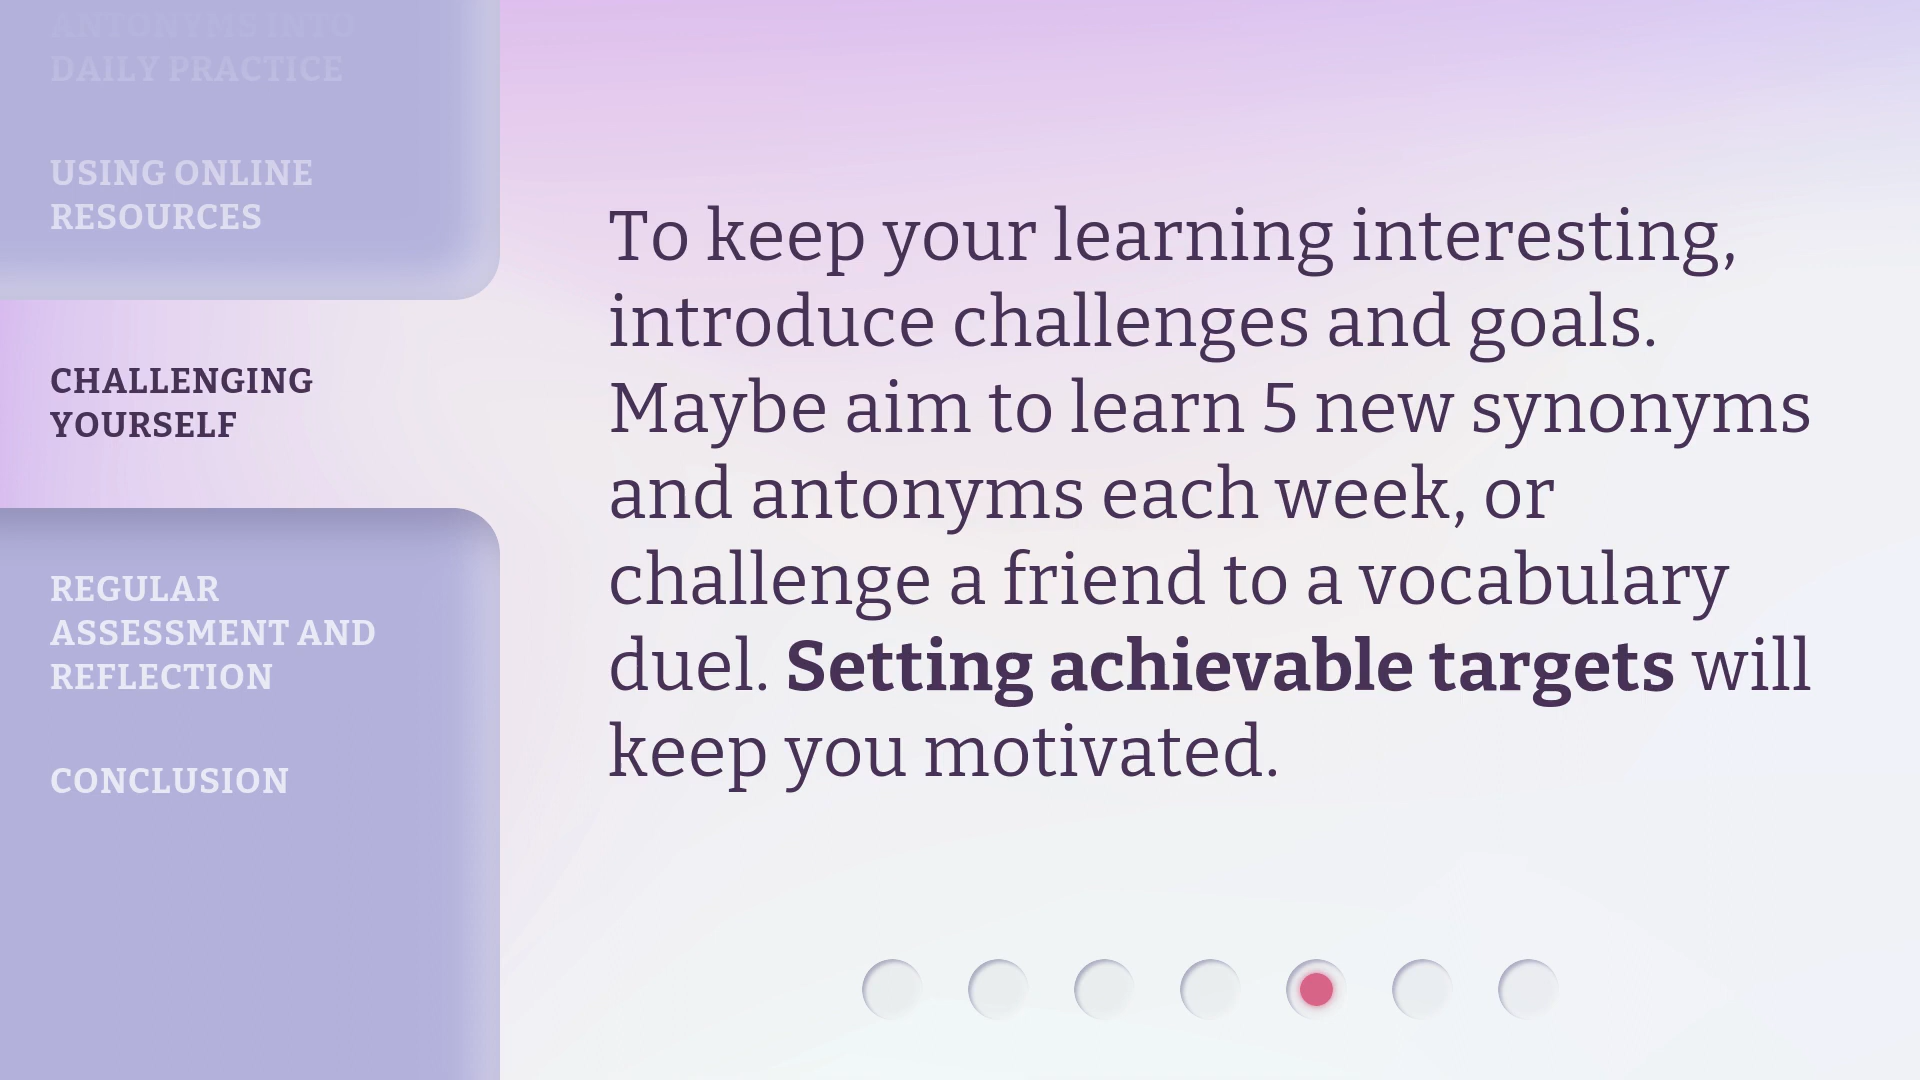 ANTONYMS INTO
DAILY PRACTICE
USING ONLINE
RESOURCES
CHALLENGING
YOURSELF
REGULAR
ASSESSMENT AND
REFLECTION
CONCLUSION
To keep your learning interesting,
introduce challenges and goals.
Maybe aim to learn 5 new synonyms
and antonyms each week, or
challenge a friend to a vocabulary
duel. Setting achievable targets will
keep you motivated.